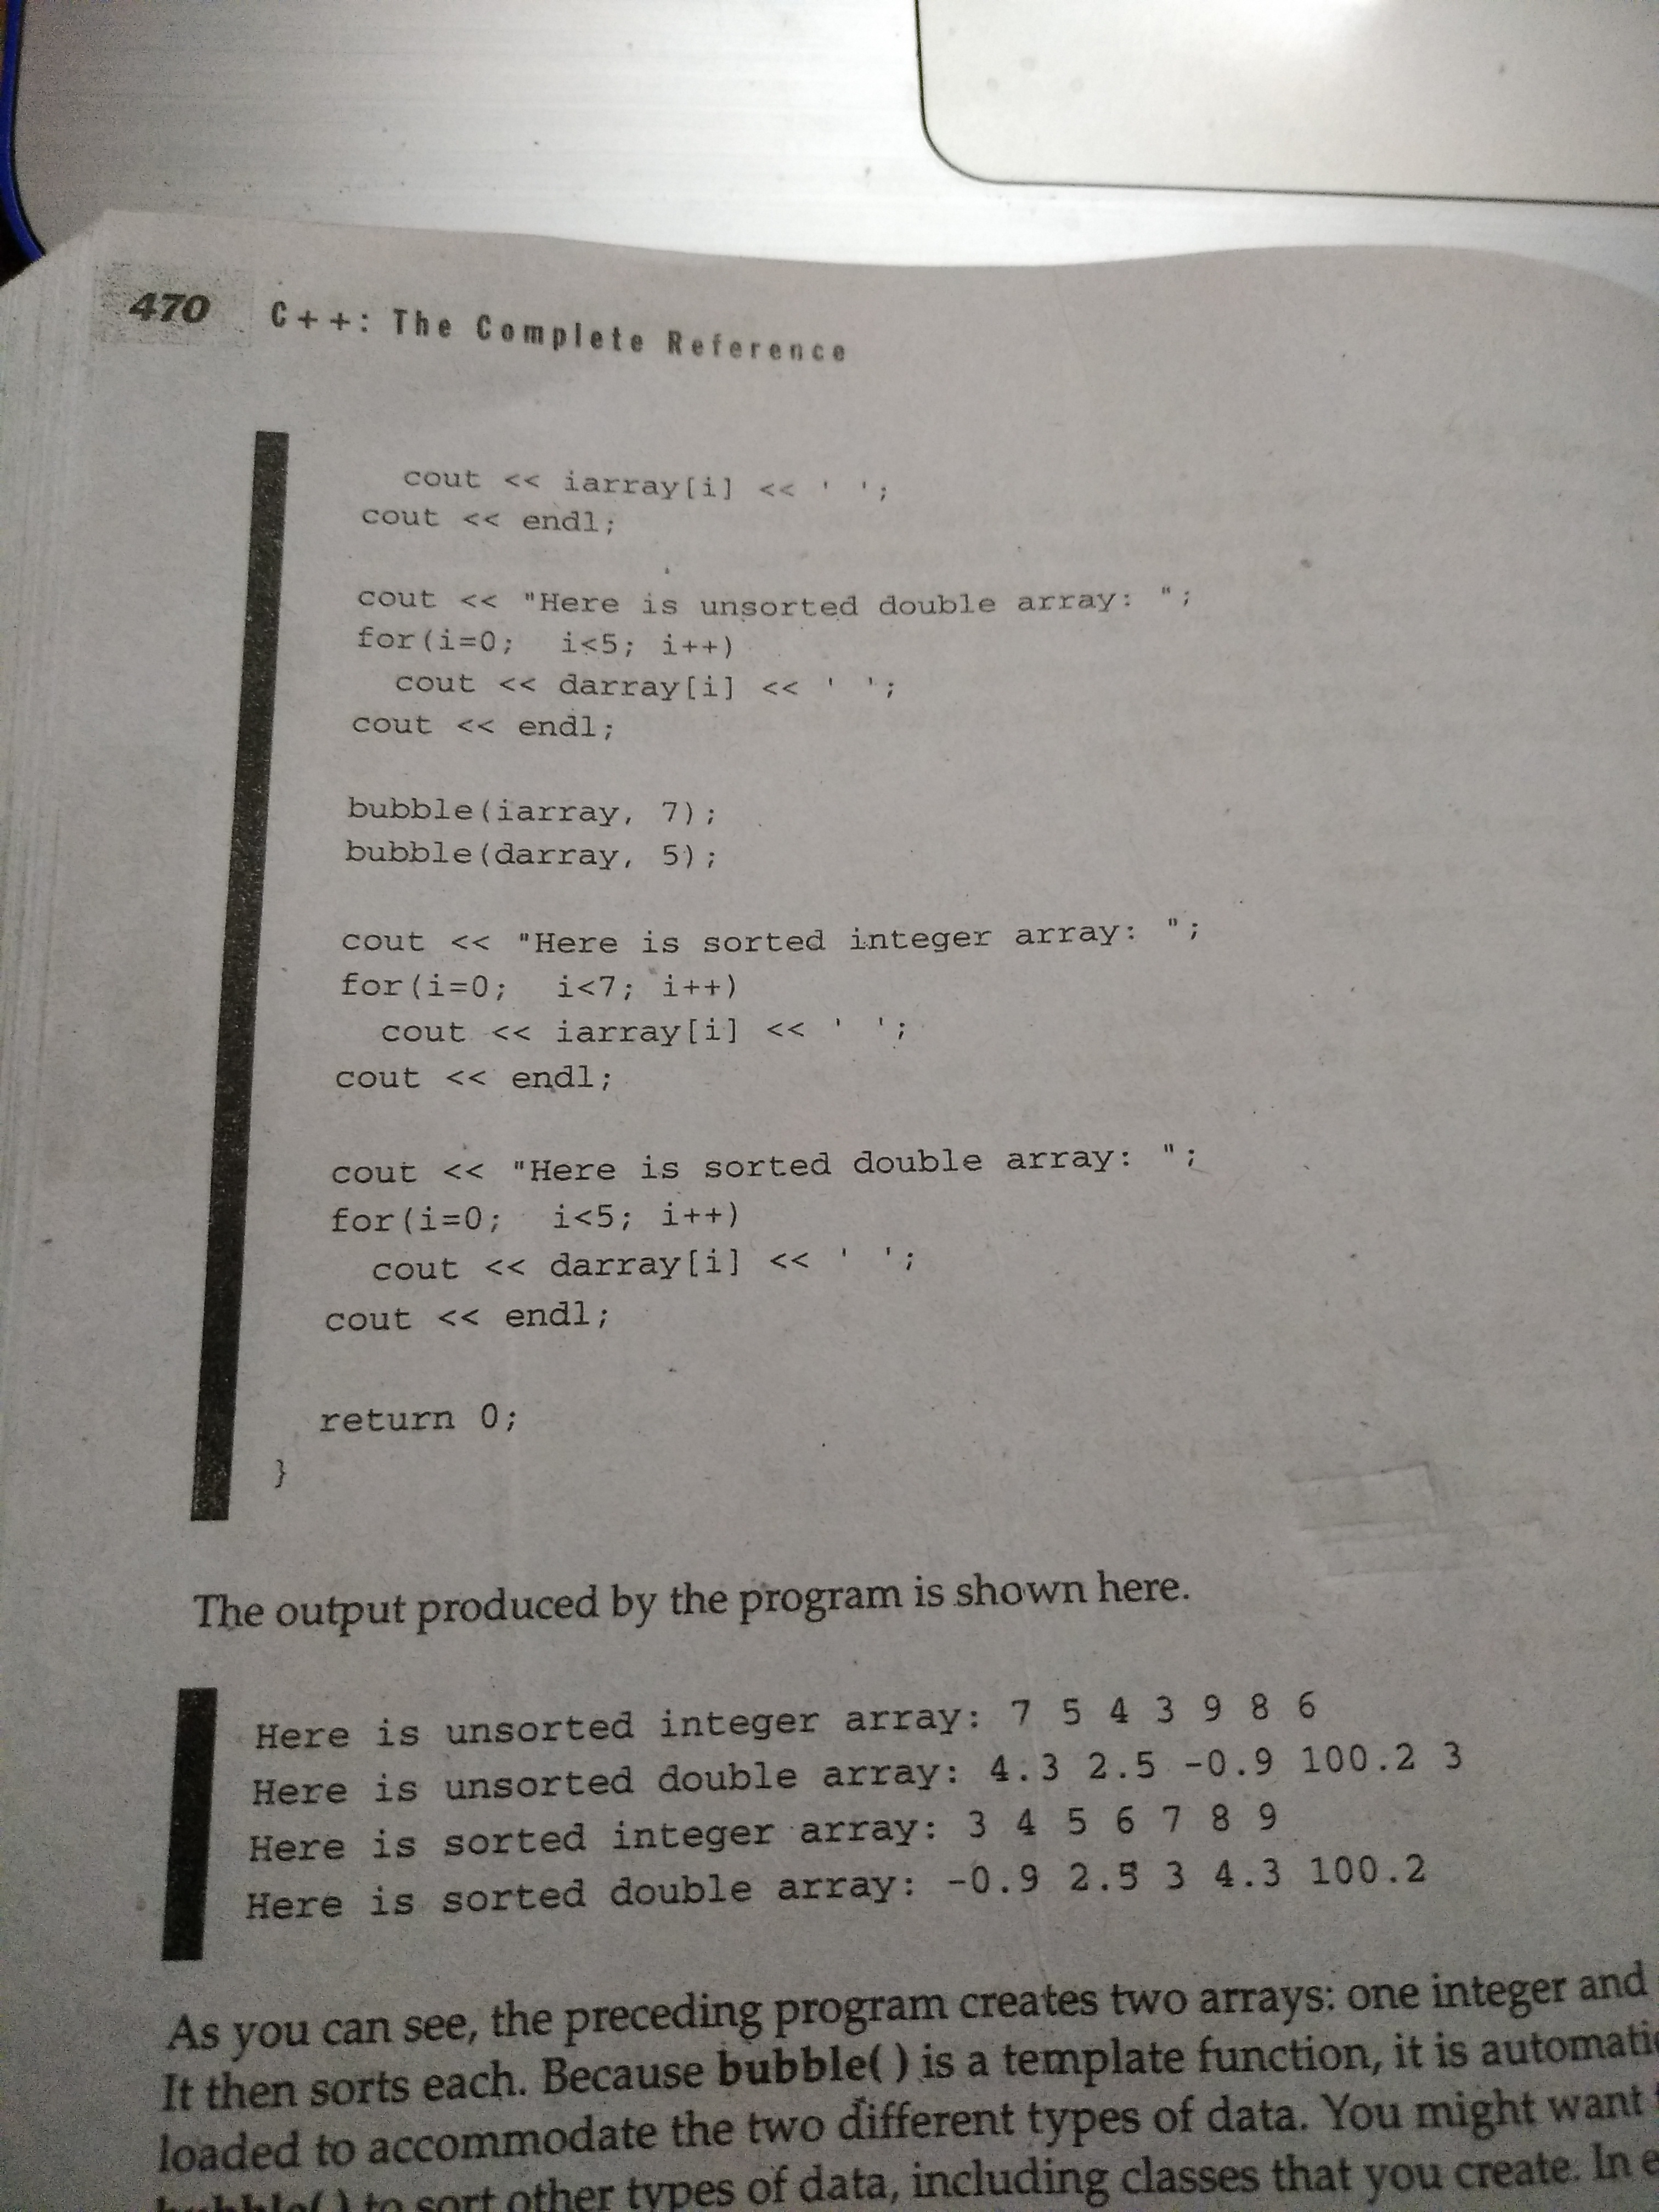 470 C++: The Complete Reference
cout << iarray[i] << ' ';
cout << endl;
cout << "Here is unsorted double array: ";
for(i=0; i<5; i++)
cout << darray[i] << ' ';
cout << endl;
bubble(iarray, 7);
bubble(darray, 5);
cout << "Here is sorted integer array: ";
for(i=0; i<7; i++)
cout << iarray[i] << ' ';
cout << endl;
cout << "Here is sorted double array: ";
for(i=0; i<5; i++)
cout << darray[i] << ' ';
cout << endl;
return 0;
}
The output produced by the program is shown here.
Here is unsorted integer array: 7 5 4 3 9 8 6
Here is unsorted double array: 4.3 2.5 -0.9 100.2 3
Here is sorted integer array: 3 4 5 6 7 8 9
Here is sorted double array: -0.9 2.5 3 4.3 100.2
As you can see, the preceding program creates two arrays: one integer and
It then sorts each. Because bubble( ) is a template function, it is
loaded to accommodate the two different types of data. You might want
bubble( ) to sort other types of data, including classes that you create. In